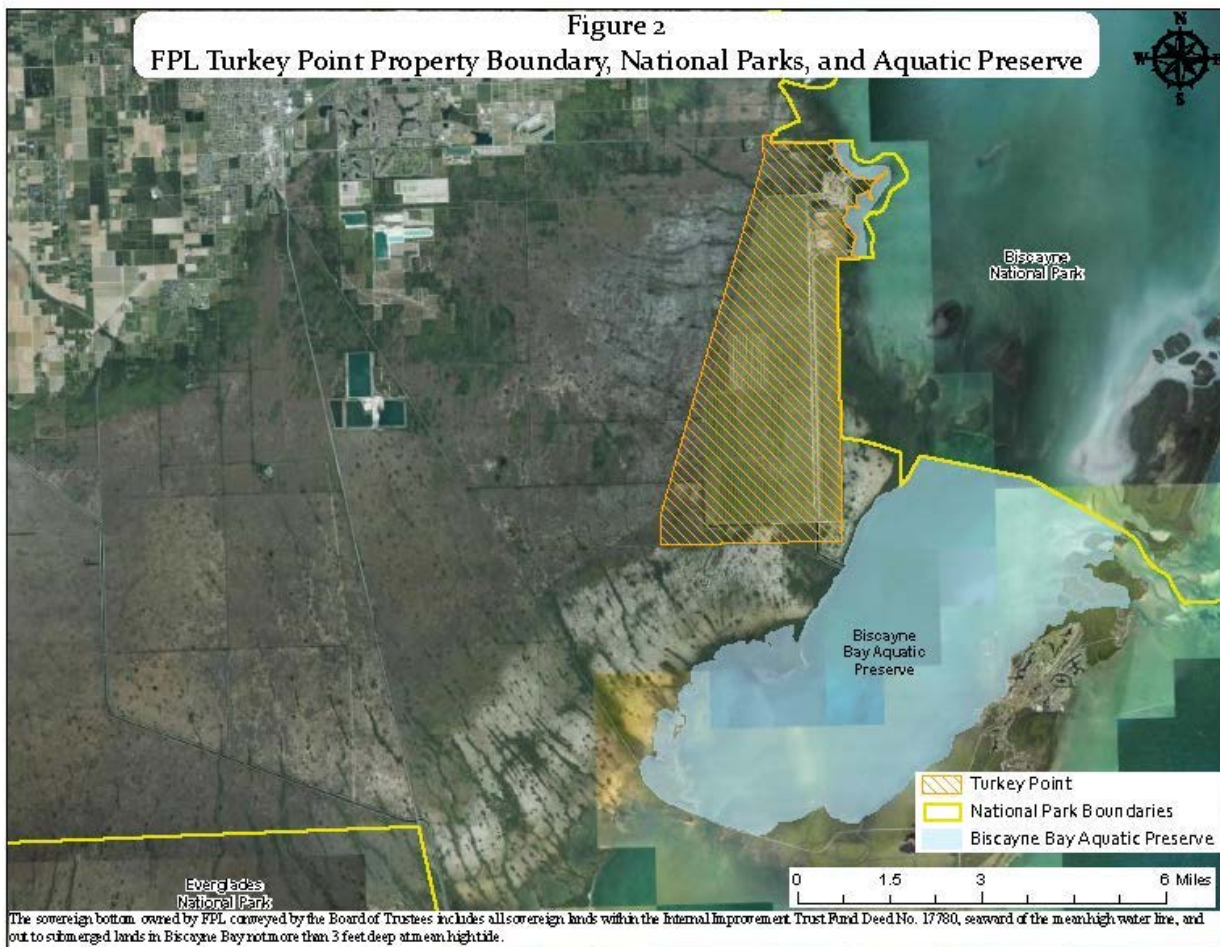 Figure 2
FPL Turkey Point Property Boundary, National Parks, and Aquatic Preserve
N
W
E
S
Biscayne
National Park
Biscayne
Bay Aquatic
Preserve
Turkey Point
National Park Boundaries
Biscayne Bay Aquatic Preserve
0 1.5 3 6 Miles
Everglades
National Park
The sovereign bottom owned by FPL conveyed by the Board of Trustees includes all sovereign lands within the Internal Improvement Trust Fund Deed No. 17780, seaward of the mean high water line, and
out to submerged lands in Biscayne Bay not more than 3 feet deep at mean high tide.